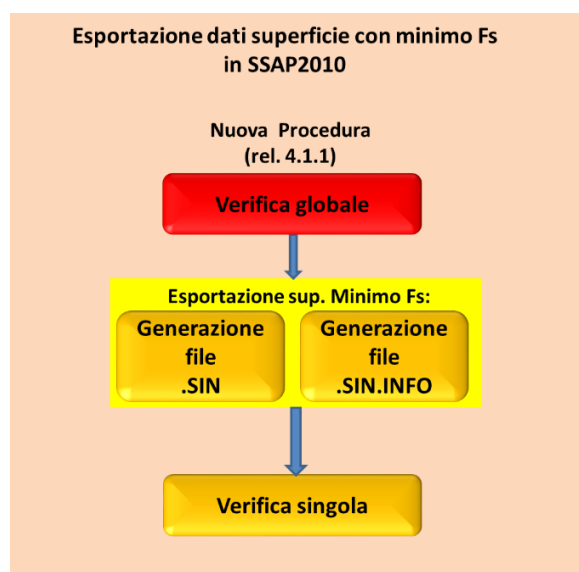 Esportazione dati superficie con minimo Fs
in SSAP2010
Nuova Procedura
(rel. 4.1.1)
Verifica globale
Esportazione sup. Minimo Fs:
Generazione
file
.SIN
Generazione
file
.SIN.INFO
Verifica singola